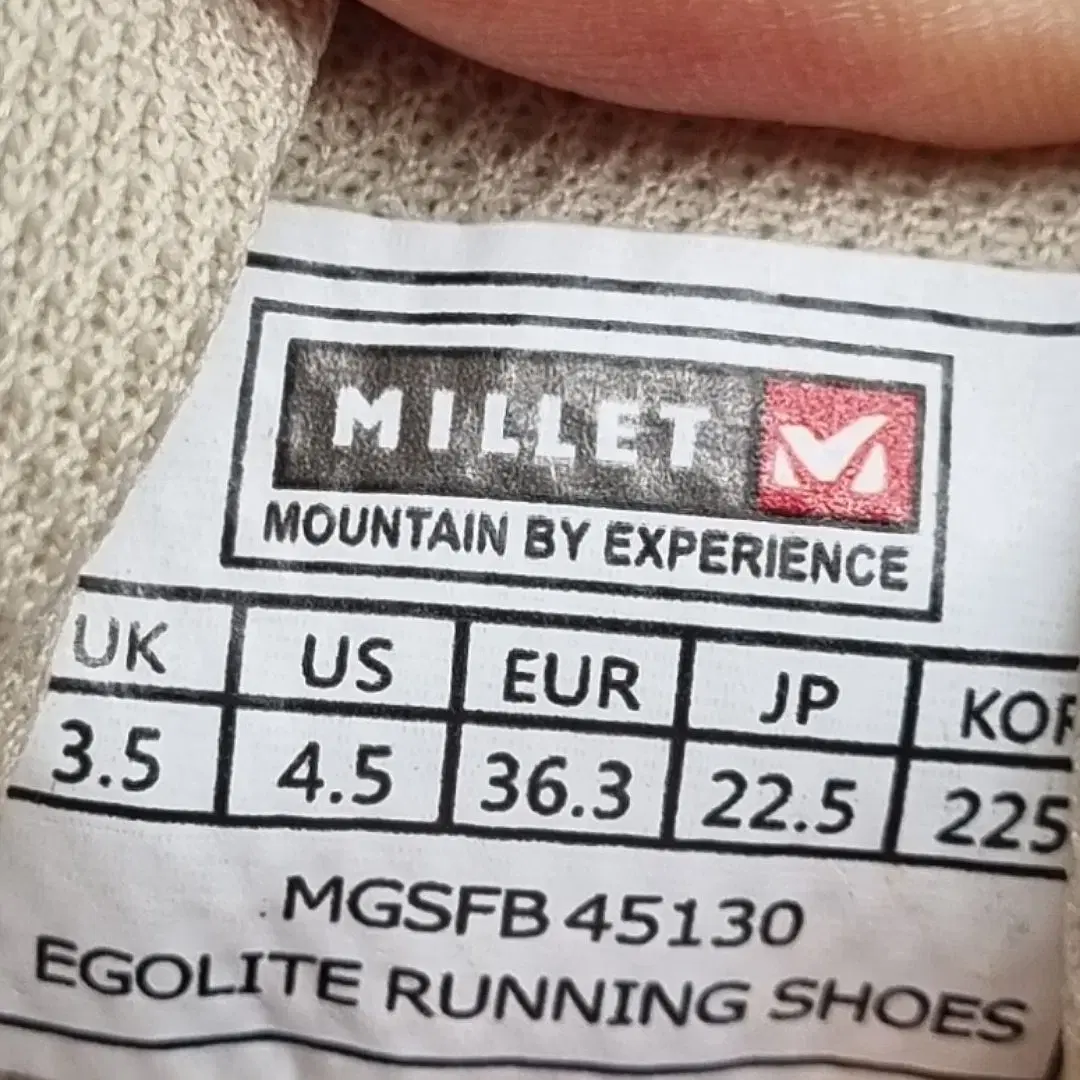 MILLET
MOUNTAIN BY EXPERIENCE
UK US EUR JP KOR
3.5 4.5 36.3 22.5 225
MGSFB 45130
EGOLITE RUNNING SHOES